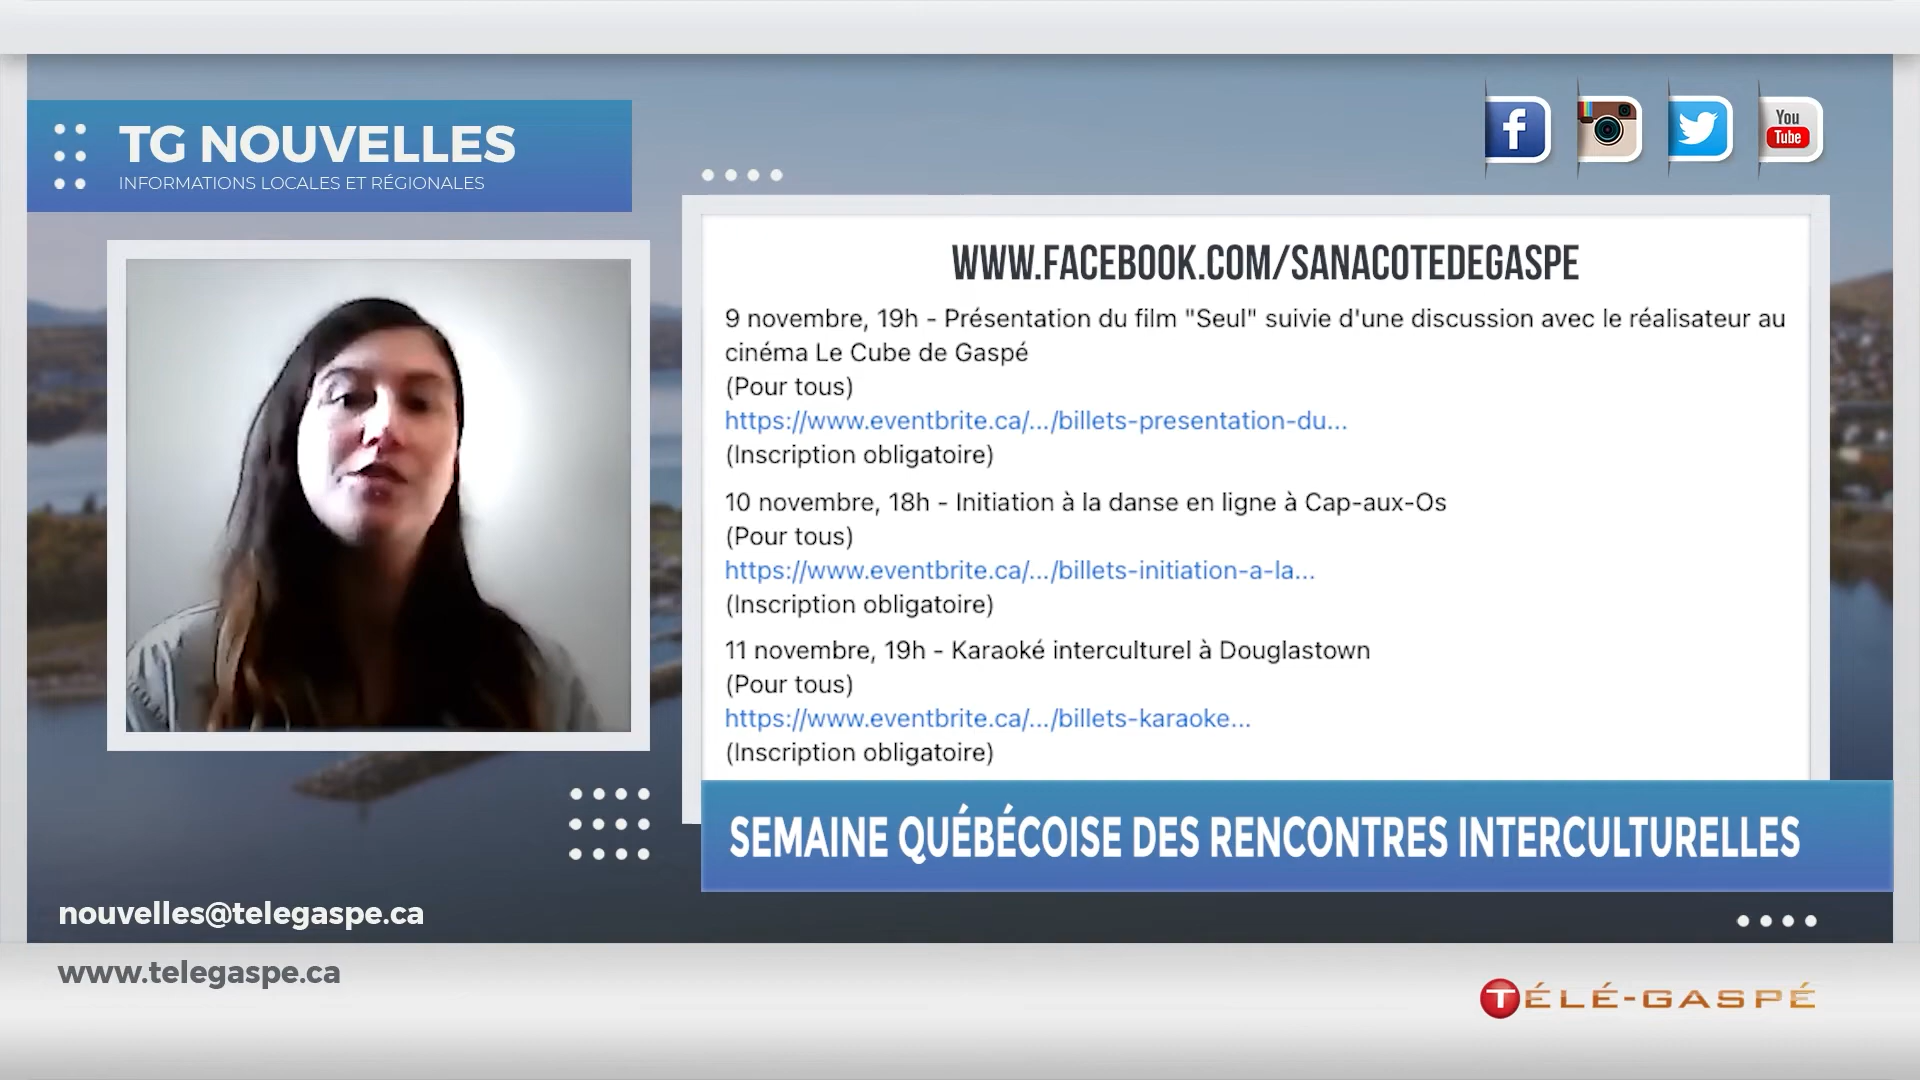 TG NOUVELLES
INFORMATIONS LOCALES ET RÉGIONALES
f
You
Tube
WWW.FACEBOOK.COM/SANACOTEDEGASPE
9 novembre, 19h - Présentation du film "Seul" suivie d'une discussion avec le réalisateur au
cinéma Le Cube de Gaspé
(Pour tous)
https://www.eventbrite.ca/.../billets-presentation-du...
(Inscription obligatoire)
10 novembre, 18h - Initiation à la danse en ligne à Cap-aux-Os
(Pour tous)
https://www.eventbrite.ca/.../billets-initiation-a-la...
(Inscription obligatoire)
11 novembre, 19h - Karaoké interculturel à Douglastown
(Pour tous)
https://www.eventbrite.ca/.../billets-karaoke...
(Inscription obligatoire)
SEMAINE QUÉBÉCOISE DES RENCONTRES INTERCULTURELLES
nouvelles@telegaspe.ca
www.telegaspe.ca
TÉLÉ-GASPÉ